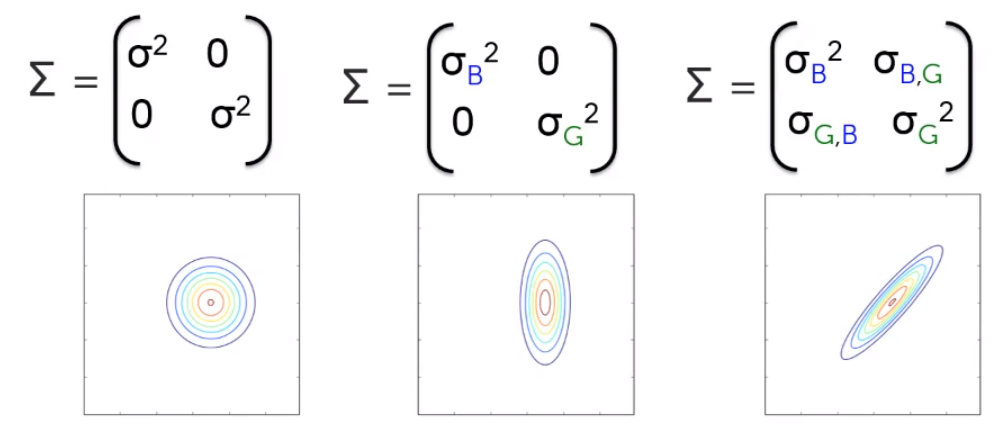 Σ = ( σ² 0
0 σ² )
Σ = ( σ_B² 0
0 σ_G² )
Σ = ( σ_B² σ_B,G
σ_G,B σ_G² )